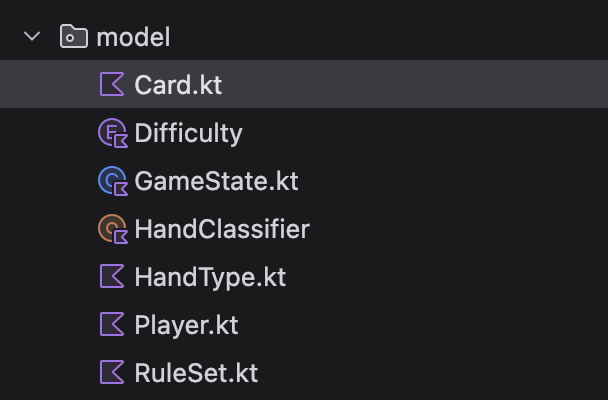 model
Card.kt
Difficulty
GameState.kt
HandClassifier
HandType.kt
Player.kt
RuleSet.kt